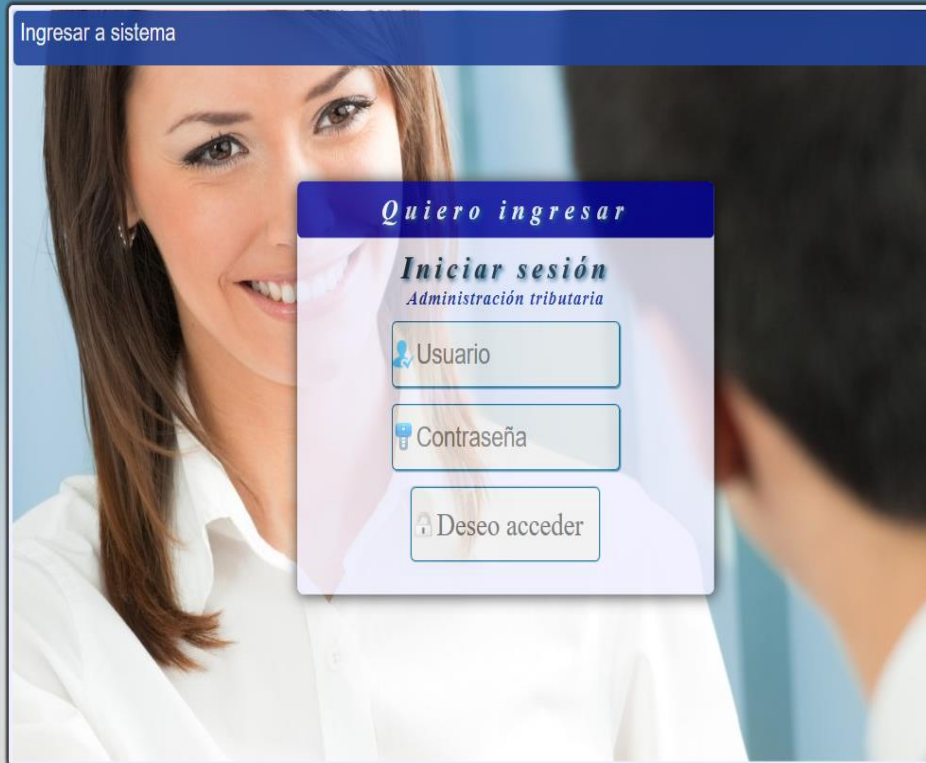 Ingresar a sistema
Quiero ingresar
Iniciar sesión
Administración tributaria
Usuario
Contraseña
Deseo acceder